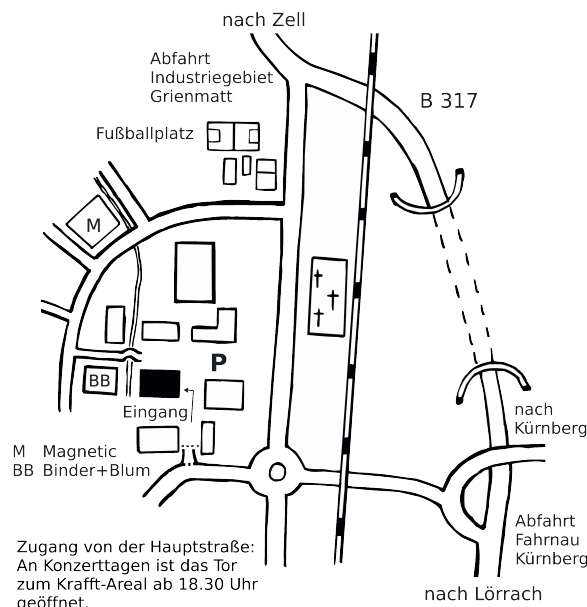 nach Zell
Abfahrt
Industriegebiet
Grienmatt
B 317
Fußballplatz
M
P
BB
Eingang
nach
Kürnberg
M Magnetic
BB Binder+Blum
Abfahrt
Fahrnau
Kürnberg
Zugang von der Hauptstraße:
An Konzerttagen ist das Tor
zum Krafft-Areal ab 18.30 Uhr
geöffnet.
nach Lörrach